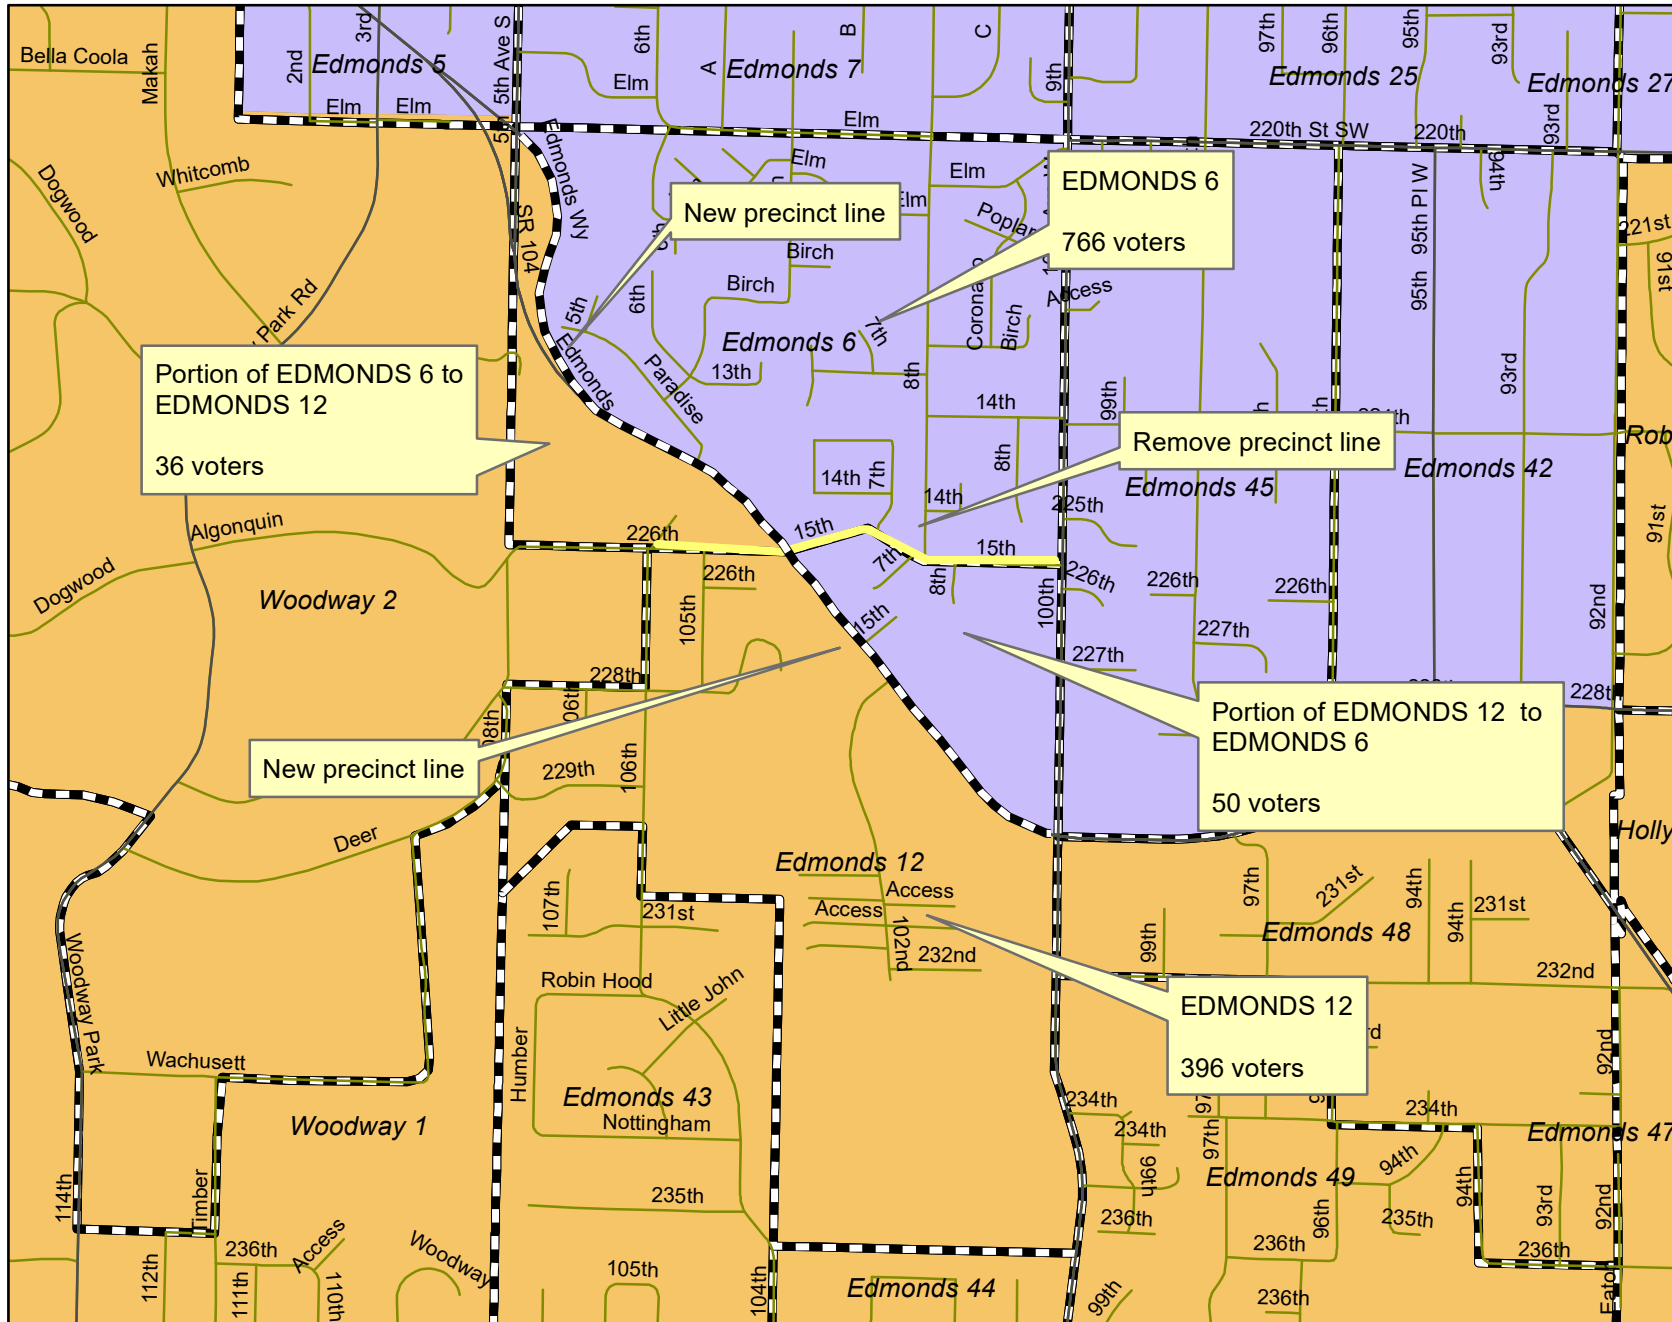 Bella Coola
Makah
2nd
3rd
Edmonds 5
Elm
Elm
5th Ave S
5th
6th
Elm
A
B
C
Edmonds 7
Elm
9th
97th
96th
95th
93rd
Edmonds 25
Edmonds 27
220th St SW
220th
93rd
94th
Dogwood
Whitcomb
Edmonds Wy
SR 104
Park Rd
New precinct line
Elm
Elm
Elm
Poplar
EDMONDS 6
766 voters
95th Pl W
95th
221st
91st
Birch
Birch
6th
5th
7th
Edmonds 6
Birch
Access
8th
13th
Paradise
Edmonds
93rd
Portion of EDMONDS 6 to
EDMONDS 12
36 voters
14th
99th
Remove precinct line
Edmonds 45
Edmonds 42
Rob
14th
7th
8th
14th
225th
91st
Algonquin
Dogwood
Woodway 2
226th
15th
15th
226th
7th
8th
226th
226th
226th
105th
15th
100th
227th
227th
92nd
228th
228th
New precinct line
229th
106th
Portion of EDMONDS 12 to
EDMONDS 6
50 voters
Deer
Holly
Edmonds 12
Access
Access
102nd
232nd
107th
231st
97th
231st
94th
94th
231st
99th
Edmonds 48
232nd
Woodway Park
Robin Hood
Little John
EDMONDS 12
396 voters
92nd
Wachusett
Humber
Edmonds 43
Nottingham
Woodway 1
234th
234th
99th
97th
234th
Edmonds 47
94th
94th
Edmonds 49
114th
Timber
235th
236th
96th
235th
93rd
92nd
236th
236th
236th
Access
Woodway
112th
111th
110th
105th
104th
Edmonds 44
99th
236th
Eaton